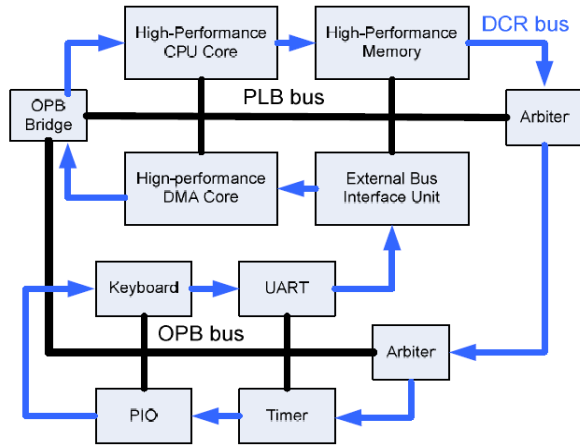 High-Performance
CPU Core
High-Performance
Memory
DCR bus
OPB
Bridge
PLB bus
Arbiter
Hign-performance
DMA Core
External Bus
Interface Unit
Keyboard
UART
OPB bus
Arbiter
PIO
Timer